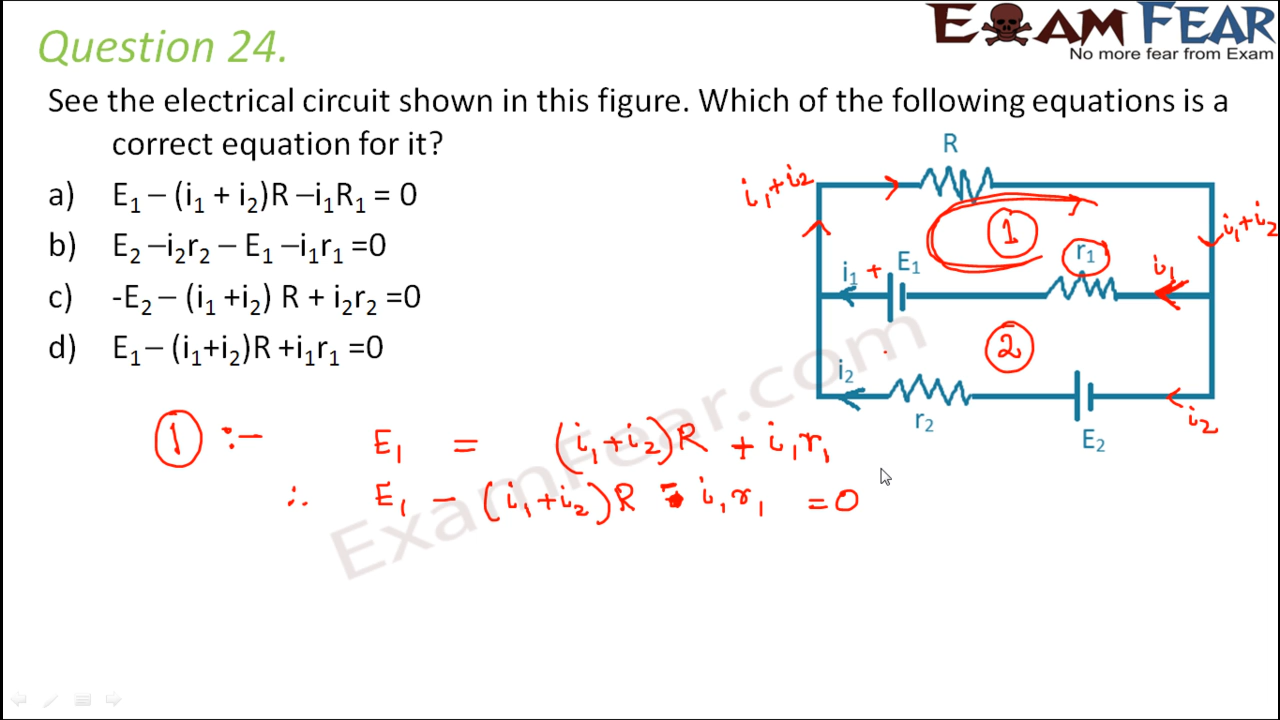 EXAM FEAR
No more fear from Exam
Question 24.
See the electrical circuit shown in this figure. Which of the following equations is a
correct equation for it?
a) E₁ – (i₁ + i₂)R –i₁R₁ = 0
b) E₂ –i₂r₂ – E₁ –i₁r₁ =0
c) -E₂ – (i₁ +i₂) R + i₂r₂ =0
d) E₁ – (i₁+i₂)R +i₁r₁ =0
R
i₁+i₂
1
i₁+i₂
i₁ + E₁
r₁
i₁
2
i₂
r₂
E₂
i₂
1 :- E₁ = (i₁+i₂)R + i₁r₁
∴ E₁ – (i₁+i₂)R - i₁r₁ =0
ExamFear.com